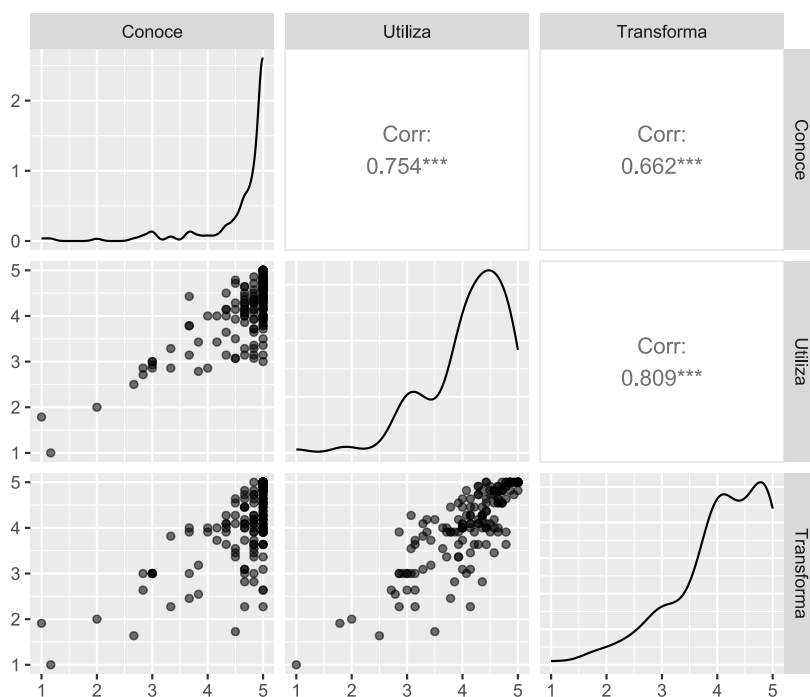 Conoce
Utiliza
Transforma
2
1
0
Corr:
0.754***
Corr:
0.662***
Conoce
5
4
3
2
1
Corr:
0.809***
Utiliza
5
4
3
2
1
Transforma
1 2 3 4 5
1 2 3 4 5
1 2 3 4 5